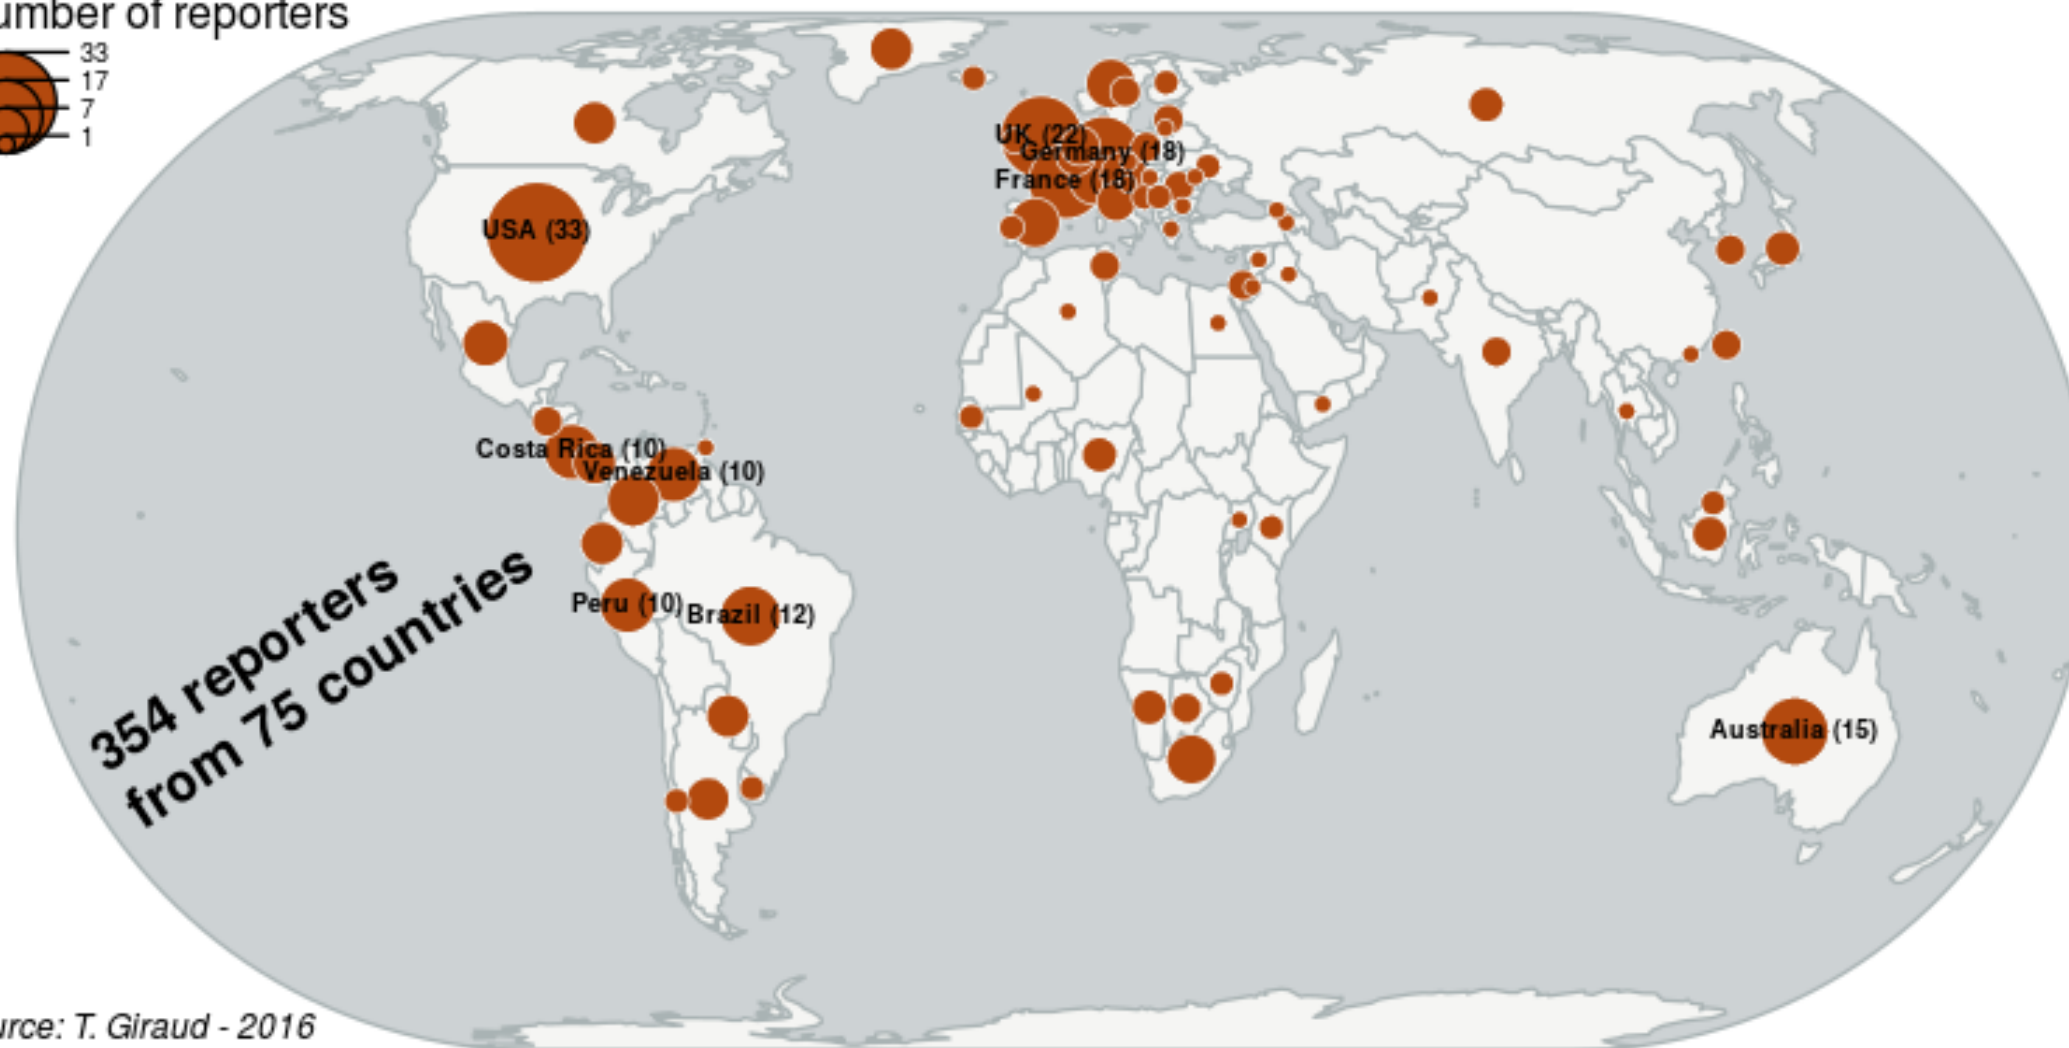 umber of reporters
33
17
7
1
UK (22)
Germany (18)
France (18)
USA (33)
Costa Rica (10)
Venezuela (10)
Peru (10)
Brazil (12)
Australia (15)
354 reporters
from 75 countries
urce: T. Giraud - 2016